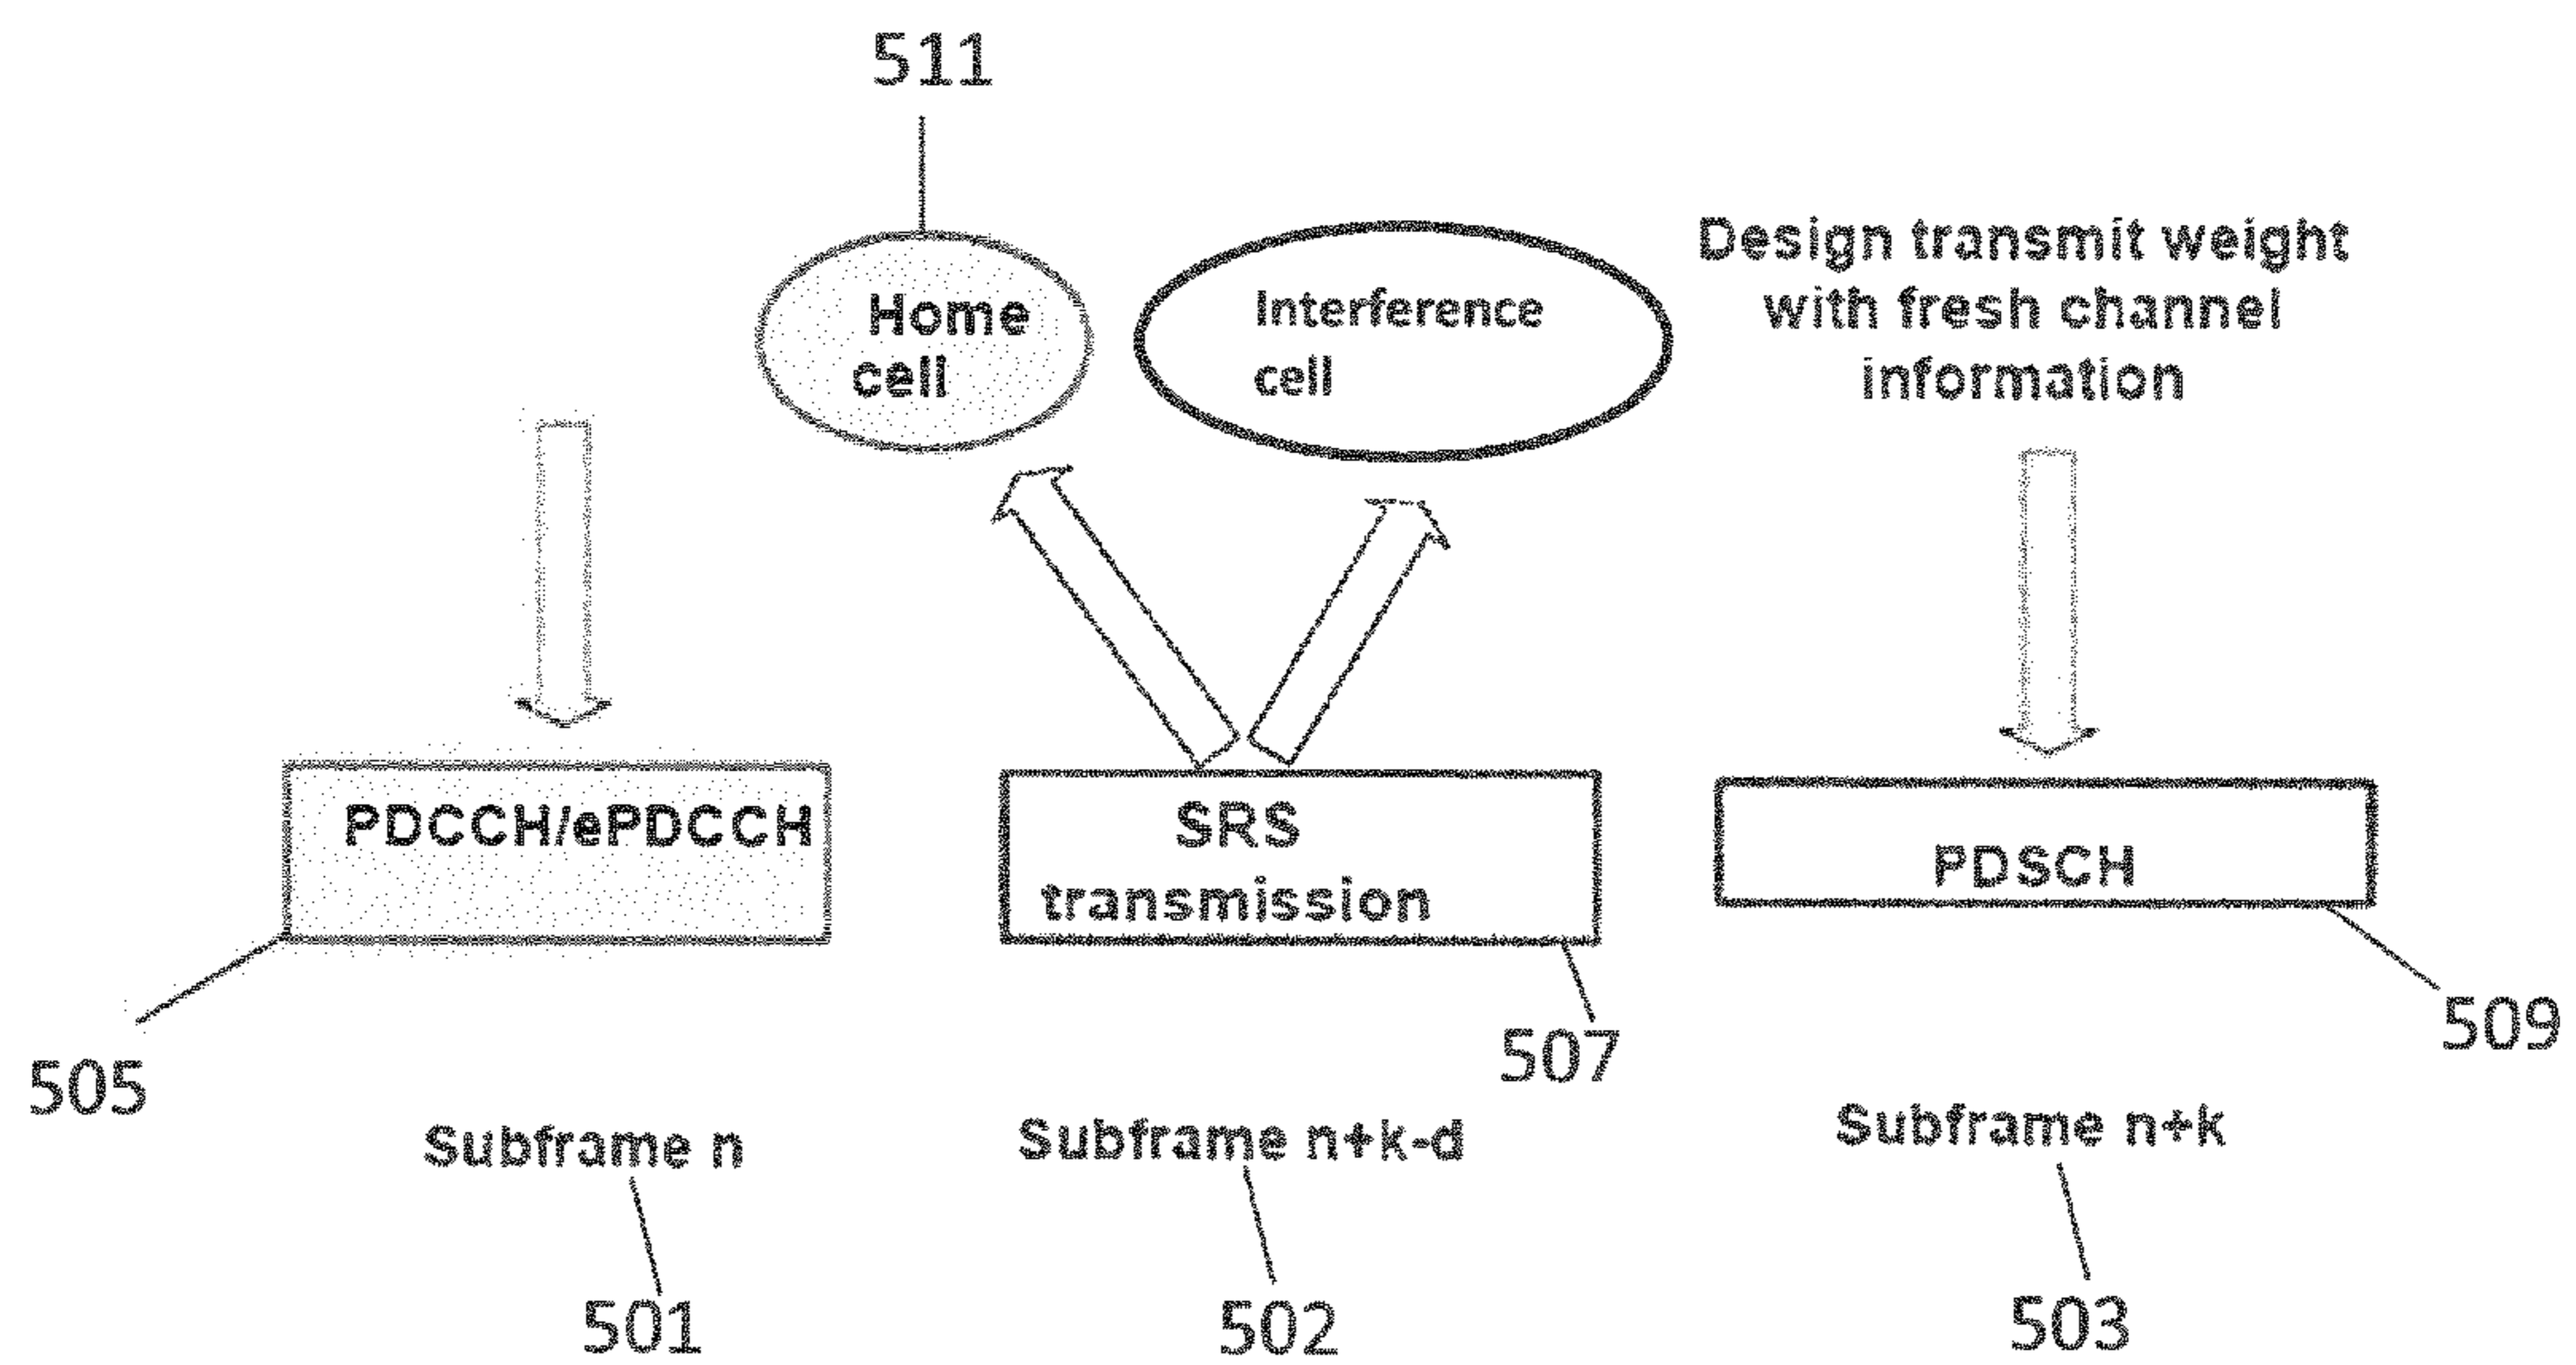 511
Home
cell
Interference
cell
Design transmit weight
with fresh channel
information
PDCCH/ePDCCH
SRS
transmission
PDSCH
505
507
509
Subframe n
Subframe n+k-d
Subframe n+k
501
502
503